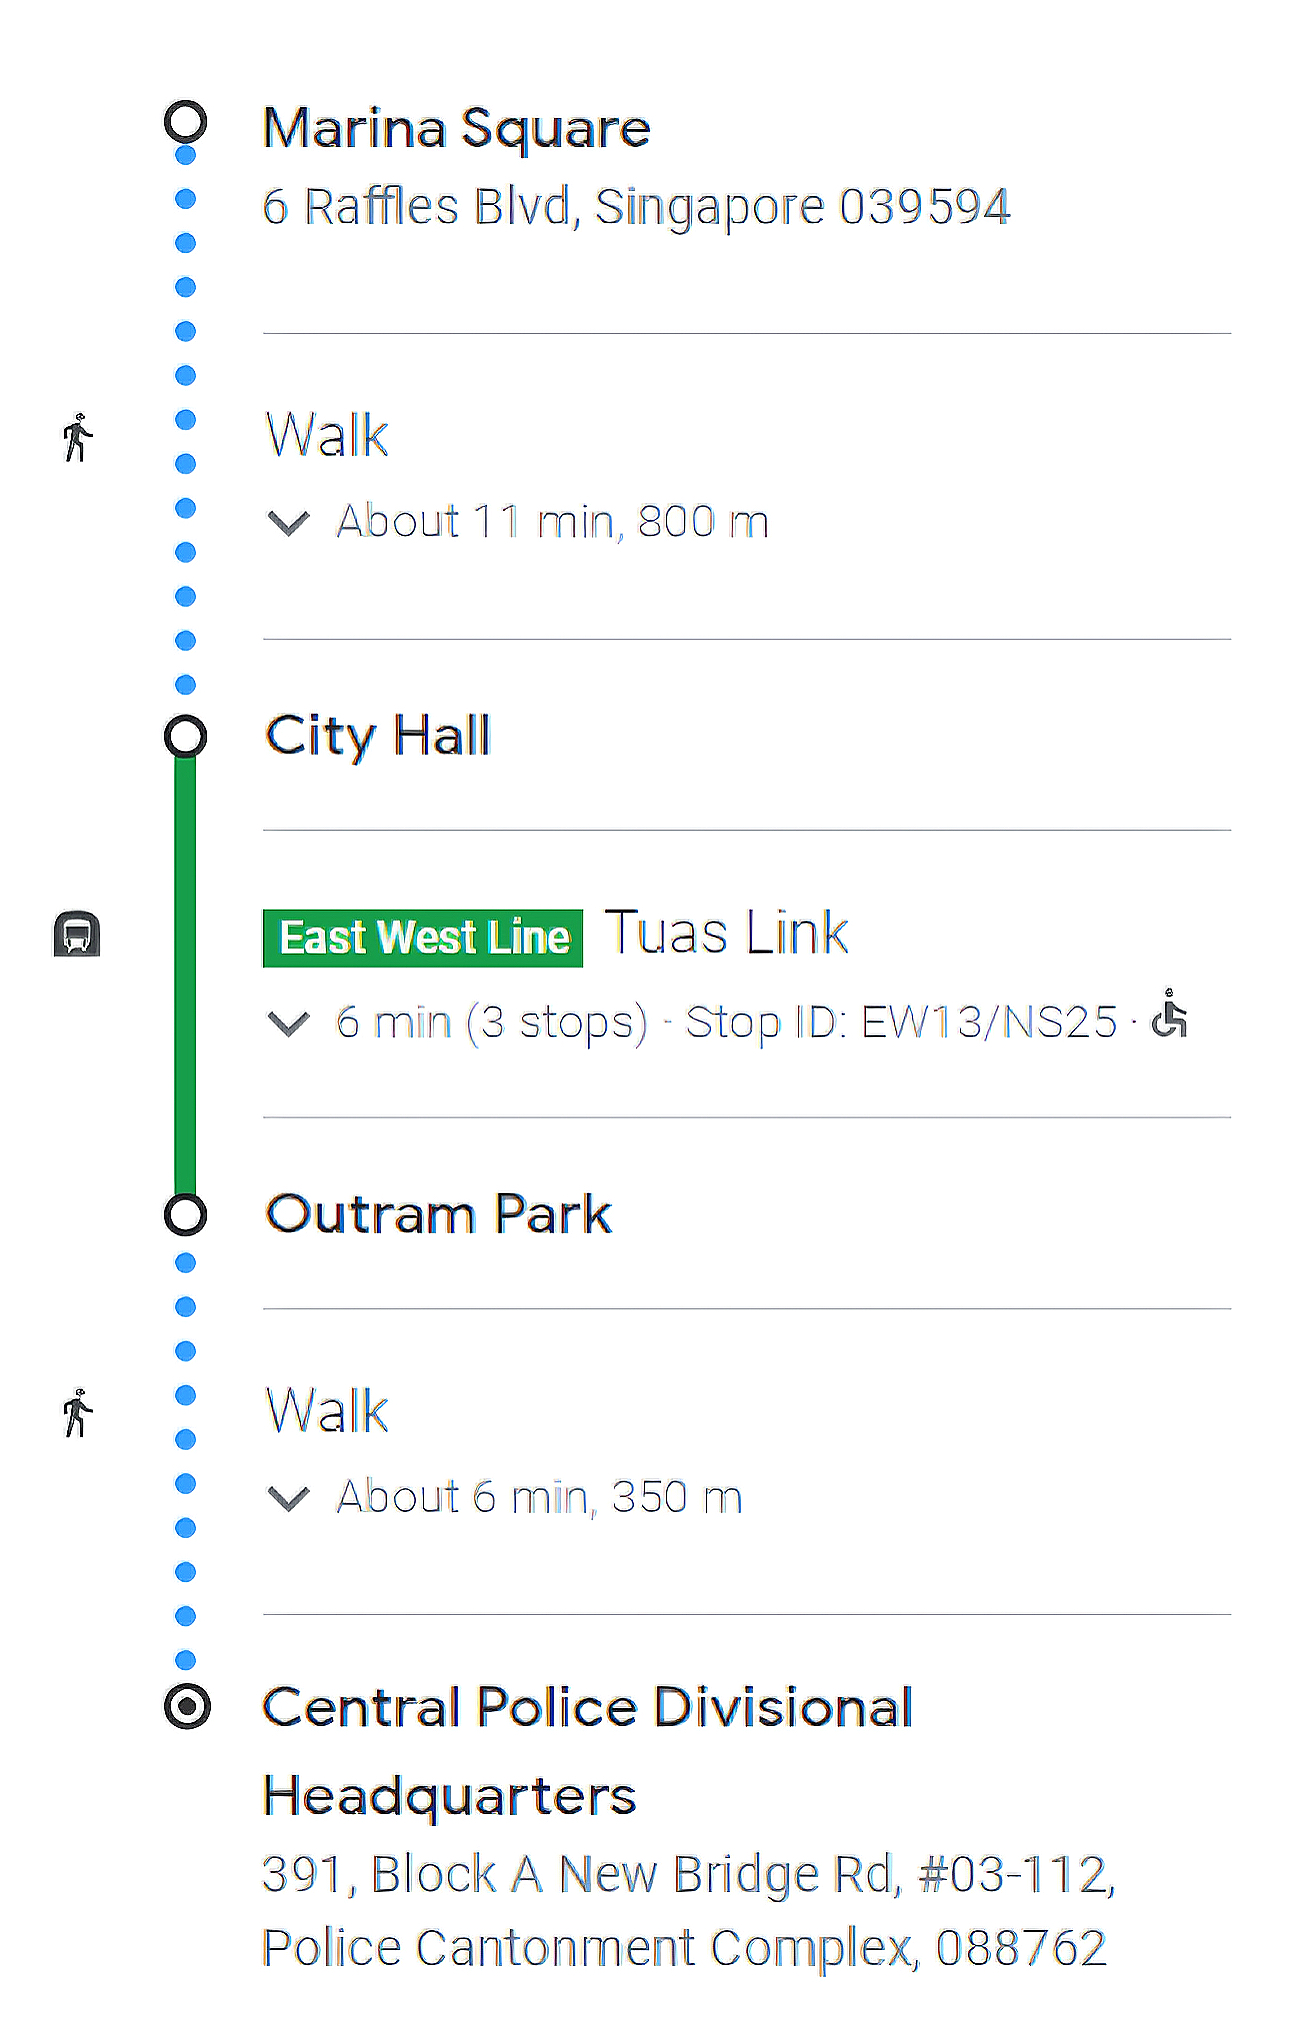 Marina Square
6 Raffles Blvd, Singapore 039594
Walk
About 11 min, 800 m
City Hall
East West Line Tuas Link
6 min (3 stops) · Stop ID: EW13/NS25 ·
Outram Park
Walk
About 6 min, 350 m
Central Police Divisional
Headquarters
391, Block A New Bridge Rd, #03-112,
Police Cantonment Complex, 088762